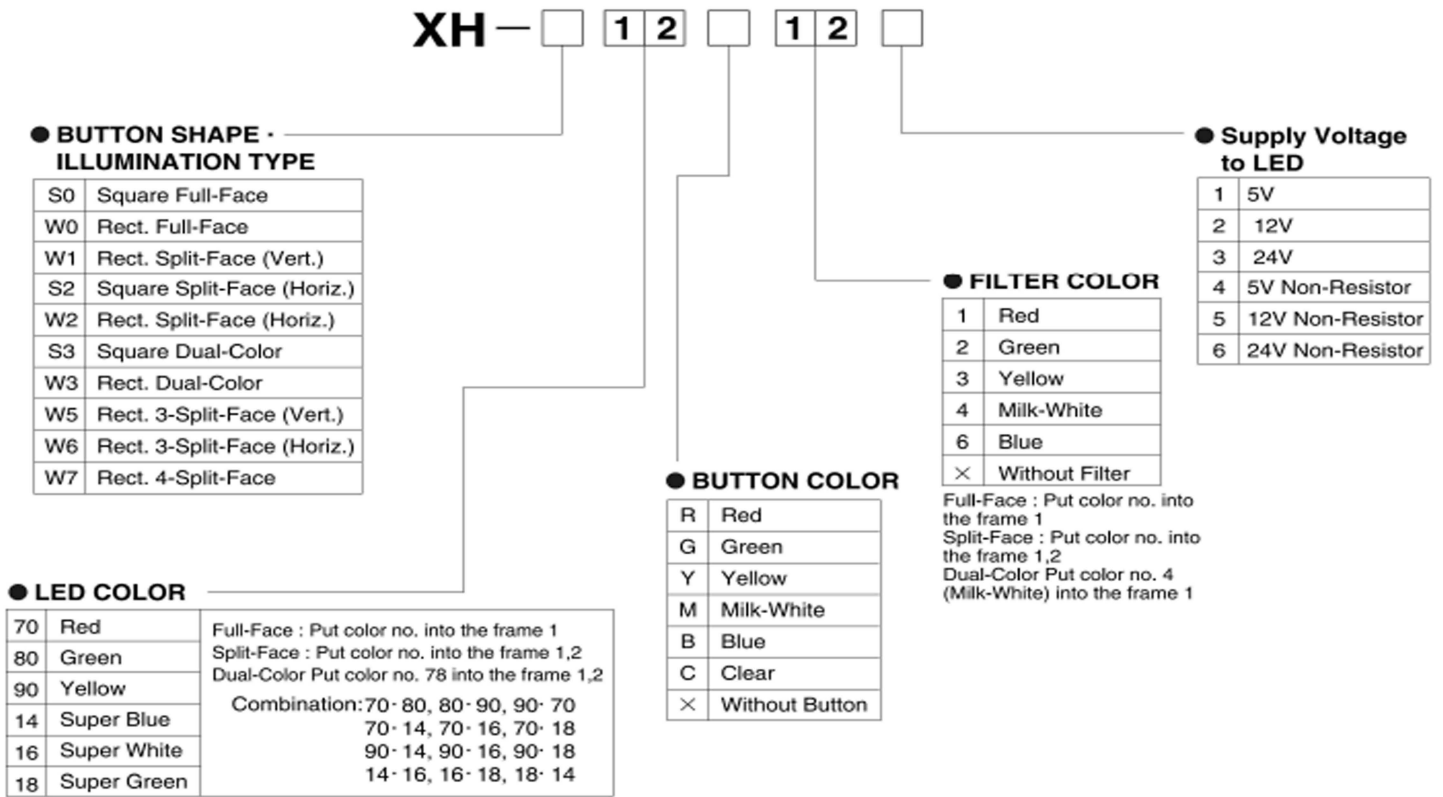 XH — 1 2 1 2
● BUTTON SHAPE ·
ILLUMINATION TYPE
S0 Square Full-Face
W0 Rect. Full-Face
W1 Rect. Split-Face (Vert.)
S2 Square Split-Face (Horiz.)
W2 Rect. Split-Face (Horiz.)
S3 Square Dual-Color
W3 Rect. Dual-Color
W5 Rect. 3-Split-Face (Vert.)
W6 Rect. 3-Split-Face (Horiz.)
W7 Rect. 4-Split-Face
● LED COLOR
70 Red
80 Green
90 Yellow
14 Super Blue
16 Super White
18 Super Green
Full-Face : Put color no. into the frame 1
Split-Face : Put color no. into the frame 1,2
Dual-Color Put color no. 78 into the frame 1,2
Combination:70· 80, 80· 90, 90· 70
70· 14, 70· 16, 70· 18
90· 14, 90· 16, 90· 18
14· 16, 16· 18, 18· 14
● BUTTON COLOR
R Red
G Green
Y Yellow
M Milk-White
B Blue
C Clear
× Without Button
● FILTER COLOR
1 Red
2 Green
3 Yellow
4 Milk-White
6 Blue
× Without Filter
Full-Face : Put color no. into
the frame 1
Split-Face : Put color no. into
the frame 1,2
Dual-Color Put color no. 4
(Milk-White) into the frame 1
● Supply Voltage
to LED
1 5V
2 12V
3 24V
4 5V Non-Resistor
5 12V Non-Resistor
6 24V Non-Resistor